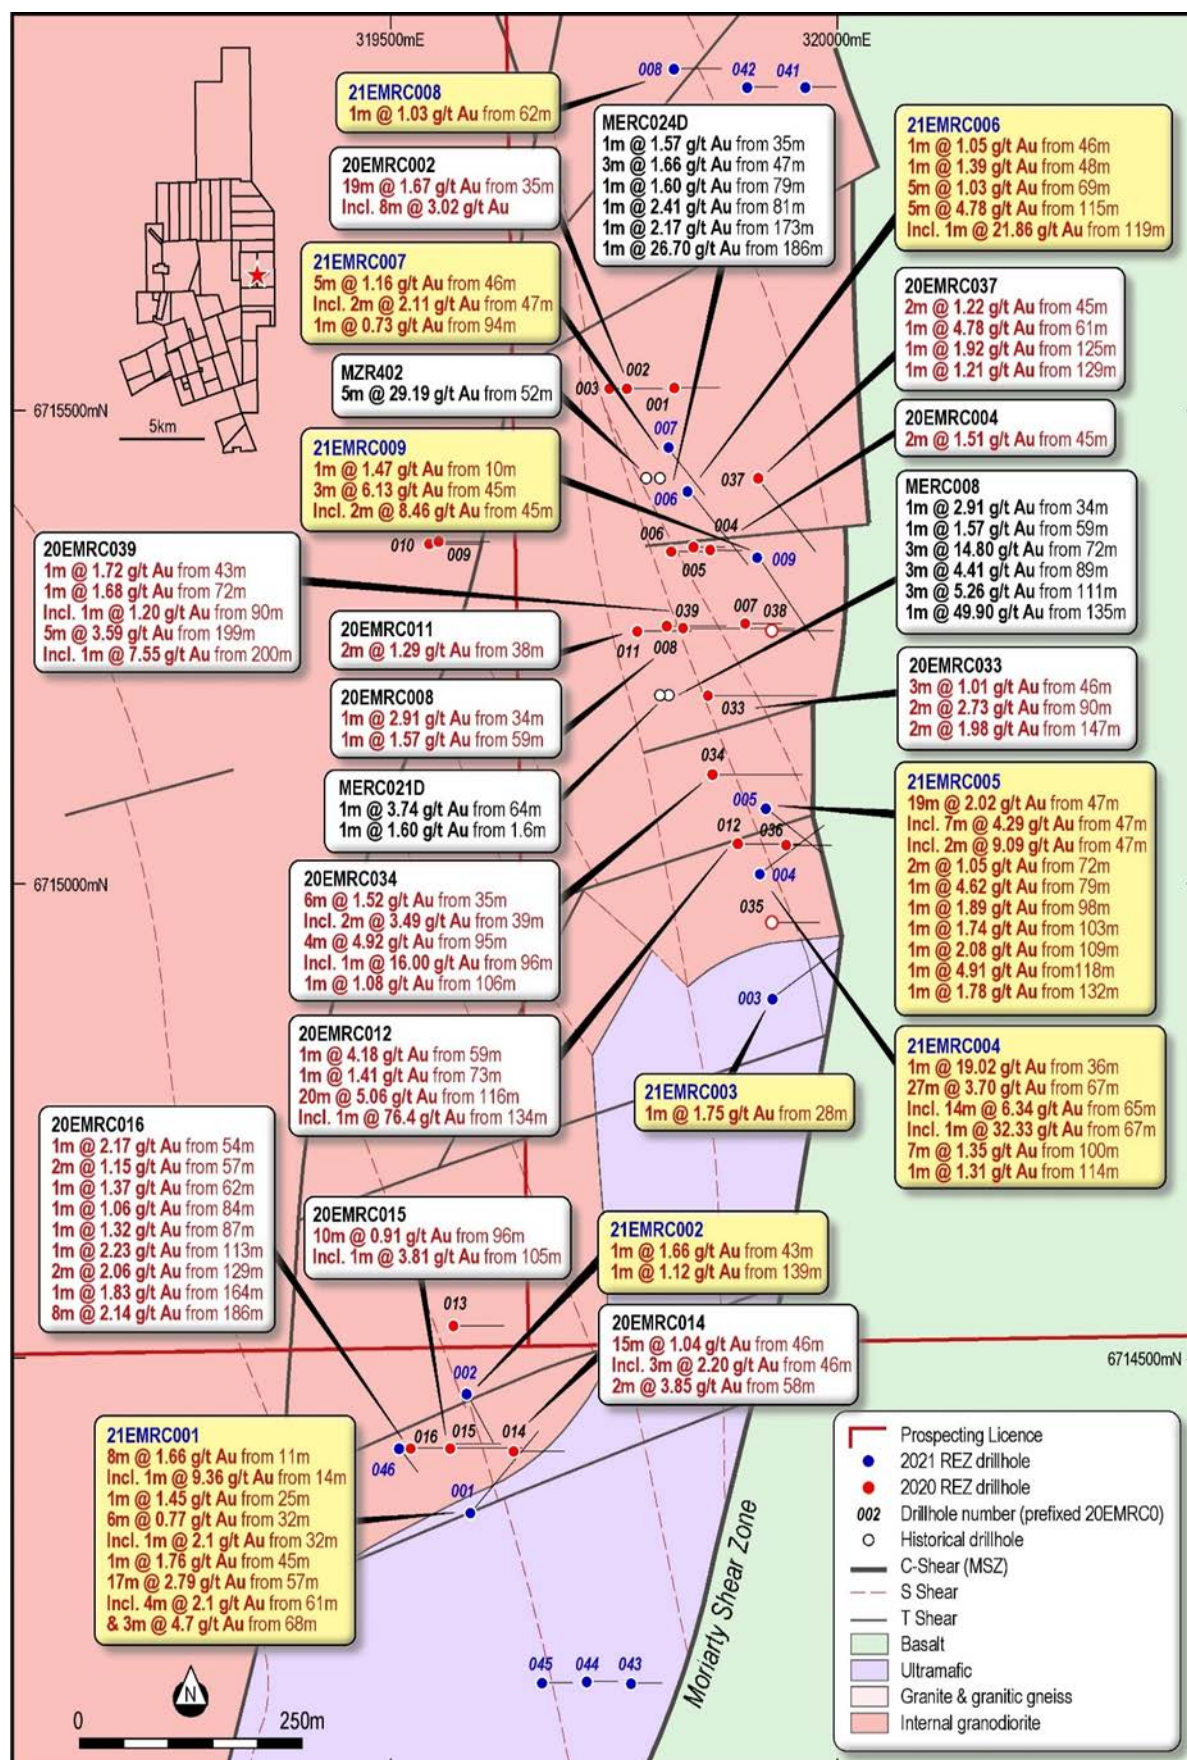 319500mE
320000mE
008
042
041
21EMRC008
1m @ 1.03 g/t Au from 62m
20EMRC002
19m @ 1.67 g/t Au from 35m
Incl. 8m @ 3.02 g/t Au
MERC024D
1m @ 1.57 g/t Au from 35m
3m @ 1.66 g/t Au from 47m
1m @ 1.60 g/t Au from 79m
1m @ 2.41 g/t Au from 81m
1m @ 2.17 g/t Au from 173m
1m @ 26.70 g/t Au from 186m
21EMRC006
1m @ 1.05 g/t Au from 46m
1m @ 1.39 g/t Au from 48m
5m @ 1.03 g/t Au from 69m
5m @ 4.78 g/t Au from 115m
Incl. 1m @ 21.86 g/t Au from 119m
21EMRC007
5m @ 1.16 g/t Au from 46m
Incl. 2m @ 2.11 g/t Au from 47m
1m @ 0.73 g/t Au from 94m
20EMRC037
2m @ 1.22 g/t Au from 45m
1m @ 4.78 g/t Au from 61m
1m @ 1.92 g/t Au from 125m
1m @ 1.21 g/t Au from 129m
MZR402
5m @ 29.19 g/t Au from 52m
003
002
001
6715500mN
5km
20EMRC004
2m @ 1.51 g/t Au from 45m
007
21EMRC009
1m @ 1.47 g/t Au from 10m
3m @ 6.13 g/t Au from 45m
Incl. 2m @ 8.46 g/t Au from 45m
006
037
MERC008
1m @ 2.91 g/t Au from 34m
1m @ 1.57 g/t Au from 59m
3m @ 14.80 g/t Au from 72m
3m @ 4.41 g/t Au from 89m
3m @ 5.26 g/t Au from 111m
1m @ 49.90 g/t Au from 135m
010
009
006
004
005
009
20EMRC039
1m @ 1.72 g/t Au from 43m
1m @ 1.68 g/t Au from 72m
Incl. 1m @ 1.20 g/t Au from 90m
5m @ 3.59 g/t Au from 199m
Incl. 1m @ 7.55 g/t Au from 200m
20EMRC011
2m @ 1.29 g/t Au from 38m
039
007
038
011
008
20EMRC008
1m @ 2.91 g/t Au from 34m
1m @ 1.57 g/t Au from 59m
033
20EMRC033
3m @ 1.01 g/t Au from 46m
2m @ 2.73 g/t Au from 90m
2m @ 1.98 g/t Au from 147m
MERC021D
1m @ 3.74 g/t Au from 64m
1m @ 1.60 g/t Au from 1.6m
034
005
012
036
004
21EMRC005
19m @ 2.02 g/t Au from 47m
Incl. 7m @ 4.29 g/t Au from 47m
Incl. 2m @ 9.09 g/t Au from 47m
2m @ 1.05 g/t Au from 72m
1m @ 4.62 g/t Au from 79m
1m @ 1.89 g/t Au from 98m
1m @ 1.74 g/t Au from 103m
1m @ 2.08 g/t Au from 109m
1m @ 4.91 g/t Au from118m
1m @ 1.78 g/t Au from 132m
6715000mN
20EMRC034
6m @ 1.52 g/t Au from 35m
Incl. 2m @ 3.49 g/t Au from 39m
4m @ 4.92 g/t Au from 95m
Incl. 1m @ 16.00 g/t Au from 96m
1m @ 1.08 g/t Au from 106m
035
003
20EMRC012
1m @ 4.18 g/t Au from 59m
1m @ 1.41 g/t Au from 73m
20m @ 5.06 g/t Au from 116m
Incl. 1m @ 76.4 g/t Au from 134m
21EMRC003
1m @ 1.75 g/t Au from 28m
21EMRC004
1m @ 19.02 g/t Au from 36m
27m @ 3.70 g/t Au from 67m
Incl. 14m @ 6.34 g/t Au from 65m
Incl. 1m @ 32.33 g/t Au from 67m
7m @ 1.35 g/t Au from 100m
1m @ 1.31 g/t Au from 114m
20EMRC016
1m @ 2.17 g/t Au from 54m
2m @ 1.15 g/t Au from 57m
1m @ 1.37 g/t Au from 62m
1m @ 1.06 g/t Au from 84m
1m @ 1.32 g/t Au from 87m
1m @ 2.23 g/t Au from 113m
2m @ 2.06 g/t Au from 129m
1m @ 1.83 g/t Au from 164m
8m @ 2.14 g/t Au from 186m
20EMRC015
10m @ 0.91 g/t Au from 96m
Incl. 1m @ 3.81 g/t Au from 105m
21EMRC002
1m @ 1.66 g/t Au from 43m
1m @ 1.12 g/t Au from 139m
013
20EMRC014
15m @ 1.04 g/t Au from 46m
Incl. 3m @ 2.20 g/t Au from 46m
2m @ 3.85 g/t Au from 58m
6714500mN
002
016
015
014
046
001
21EMRC001
8m @ 1.66 g/t Au from 11m
Incl. 1m @ 9.36 g/t Au from 14m
1m @ 1.45 g/t Au from 25m
6m @ 0.77 g/t Au from 32m
Incl. 1m @ 2.1 g/t Au from 32m
1m @ 1.76 g/t Au from 45m
17m @ 2.79 g/t Au from 57m
Incl. 4m @ 2.1 g/t Au from 61m
& 3m @ 4.7 g/t Au from 68m
Moriarty Shear Zone
045
044
043
N
0
250m
Prospecting Licence
2021 REZ drillhole
2020 REZ drillhole
002 Drillhole number (prefixed 20EMRC0)
Historical drillhole
C-Shear (MSZ)
S Shear
T Shear
Basalt
Ultramafic
Granite & granitic gneiss
Internal granodiorite